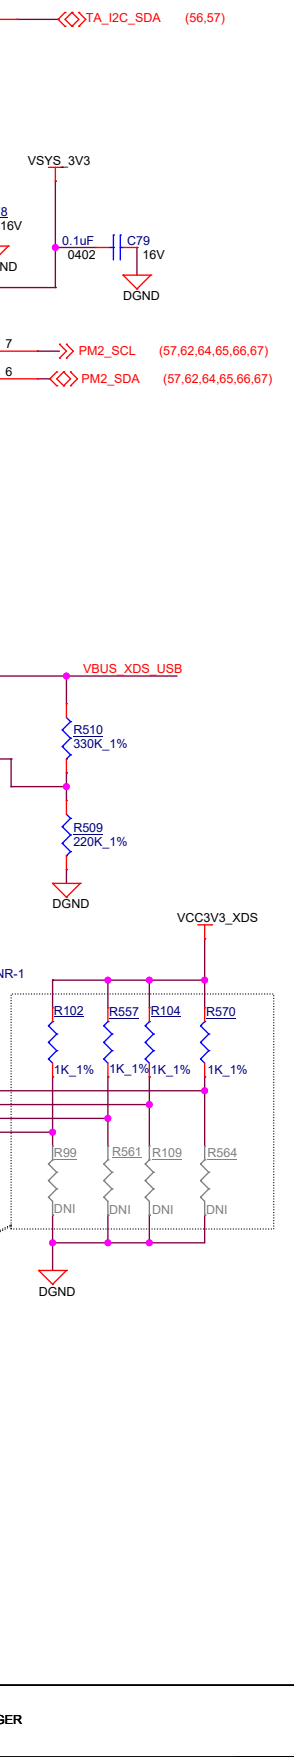 TA_I2C_SDA (56,57)
VSYS_3V3
8
16V
0.1uF C79
0402 16V
ND
DGND
7 PM2_SCL (57,62,64,65,66,67)
6 PM2_SDA (57,62,64,65,66,67)
VBUS_XDS_USB
R510
330K_1%
R509
220K_1%
DGND
VCC3V3_XDS
NR-1
R102 R557 R104 R570
1K_1% 1K_1% 1K_1% 1K_1%
R99 R561 R109 R564
DNI DNI DNI DNI
DGND
GER